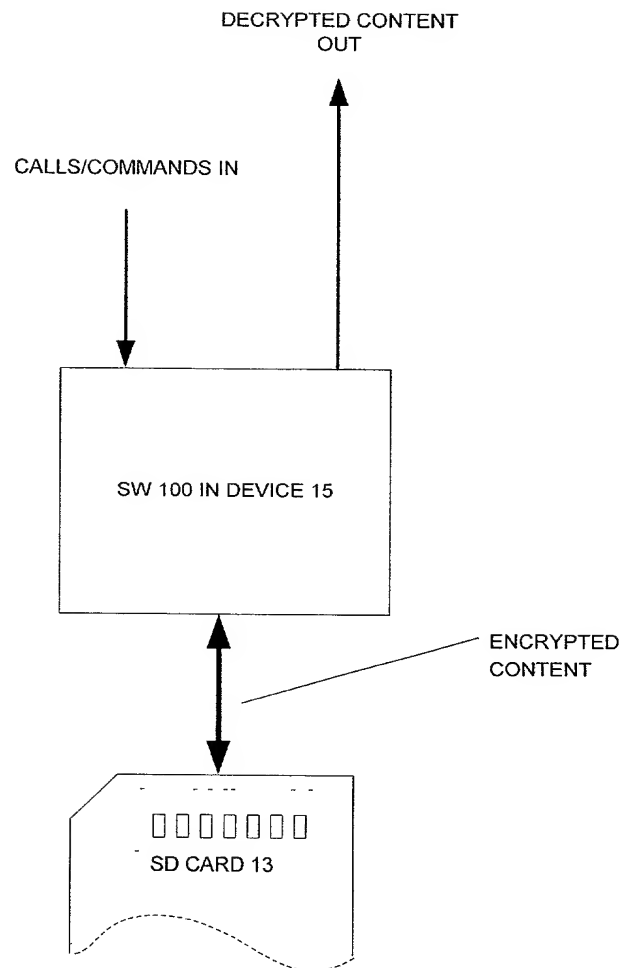 DECRYPTED CONTENT
OUT
CALLS/COMMANDS IN
SW 100 IN DEVICE 15
ENCRYPTED
CONTENT
SD CARD 13